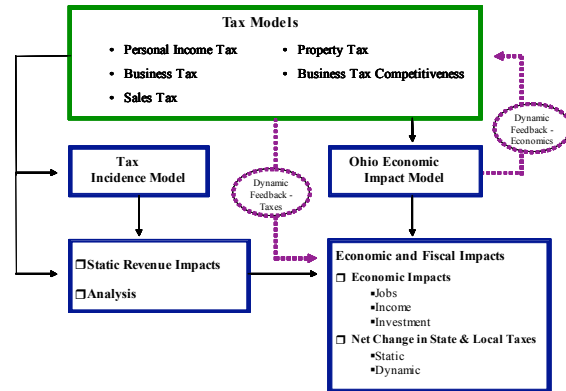 Tax Models
• Personal Income Tax
• Business Tax
• Sales Tax
• Property Tax
• Business Tax Competitiveness
Dynamic
Feedback -
Economics
Tax
Incidence Model
Dynamic
Feedback -
Taxes
Ohio Economic
Impact Model
❒Static Revenue Impacts
❒Analysis
Economic and Fiscal Impacts
❒ Economic Impacts
▪Jobs
▪Income
▪Investment
❒ Net Change in State & Local Taxes
▪Static
▪Dynamic